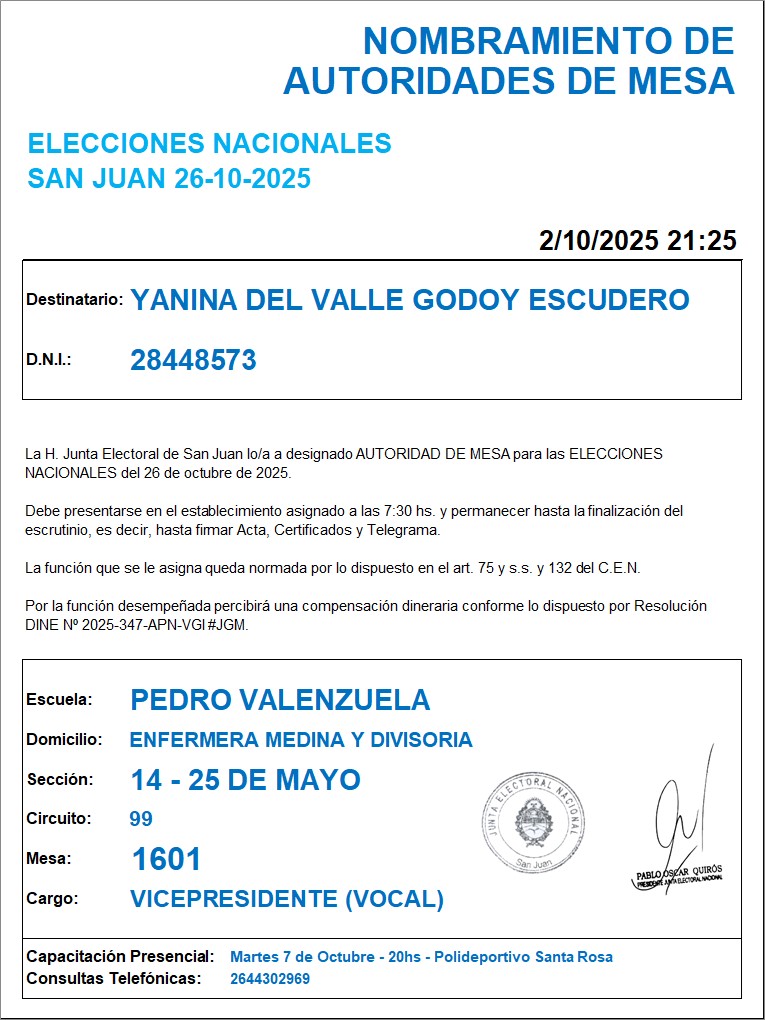 NOMBRAMIENTO DE
AUTORIDADES DE MESA
ELECCIONES NACIONALES
SAN JUAN 26-10-2025
2/10/2025 21:25
Destinatario: YANINA DEL VALLE GODOY ESCUDERO
D.N.I.: 28448573
La H. Junta Electoral de San Juan lo/a a designado AUTORIDAD DE MESA para las ELECCIONES
NACIONALES del 26 de octubre de 2025.
Debe presentarse en el establecimiento asignado a las 7:30 hs. y permanecer hasta la finalización del
escrutinio, es decir, hasta firmar Acta, Certificados y Telegrama.
La función que se le asigna queda normada por lo dispuesto en el art. 75 y s.s. y 132 del C.E.N.
Por la función desempeñada percibirá una compensación dineraria conforme lo dispuesto por Resolución
DINE Nº 2025-347-APN-VGI#JGM.
Escuela: PEDRO VALENZUELA
Domicilio: ENFERMERA MEDINA Y DIVISORIA
Sección: 14 - 25 DE MAYO
Circuito: 99
Mesa: 1601
Cargo: VICEPRESIDENTE (VOCAL)
JUNTA ELECTORAL NACIONAL
San Juan
PABLO OSCAR QUIRÓS
PRESIDENTE JUNTA ELECTORAL NACIONAL
Capacitación Presencial: Martes 7 de Octubre - 20hs - Polideportivo Santa Rosa
Consultas Telefónicas: 2644302969